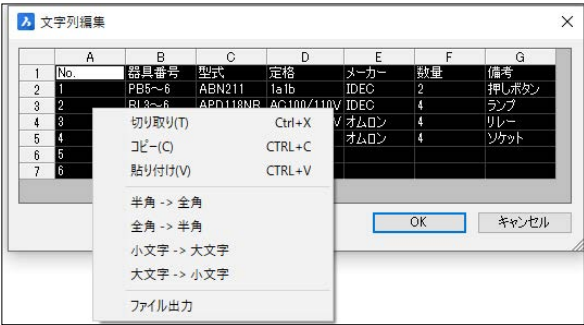 文字列編集
A B C D E F G
1 No. 器具番号 型式 定格 メーカー 数量 備考
2 1 PB5～6 ABN211 1a1b IDEC 2 押しボタン
3 2 RL3～6 APD118NR AC100/110V IDEC 4 ランプ
4 3 オムロン 4 リレー
5 4 オムロン 4 ソケット
6 5
7 6
切り取り(T) Ctrl+X
コピー(C) CTRL+C
貼り付け(V) CTRL+V
半角 -> 全角
全角 -> 半角
小文字 -> 大文字
大文字 -> 小文字
ファイル出力
OK キャンセル